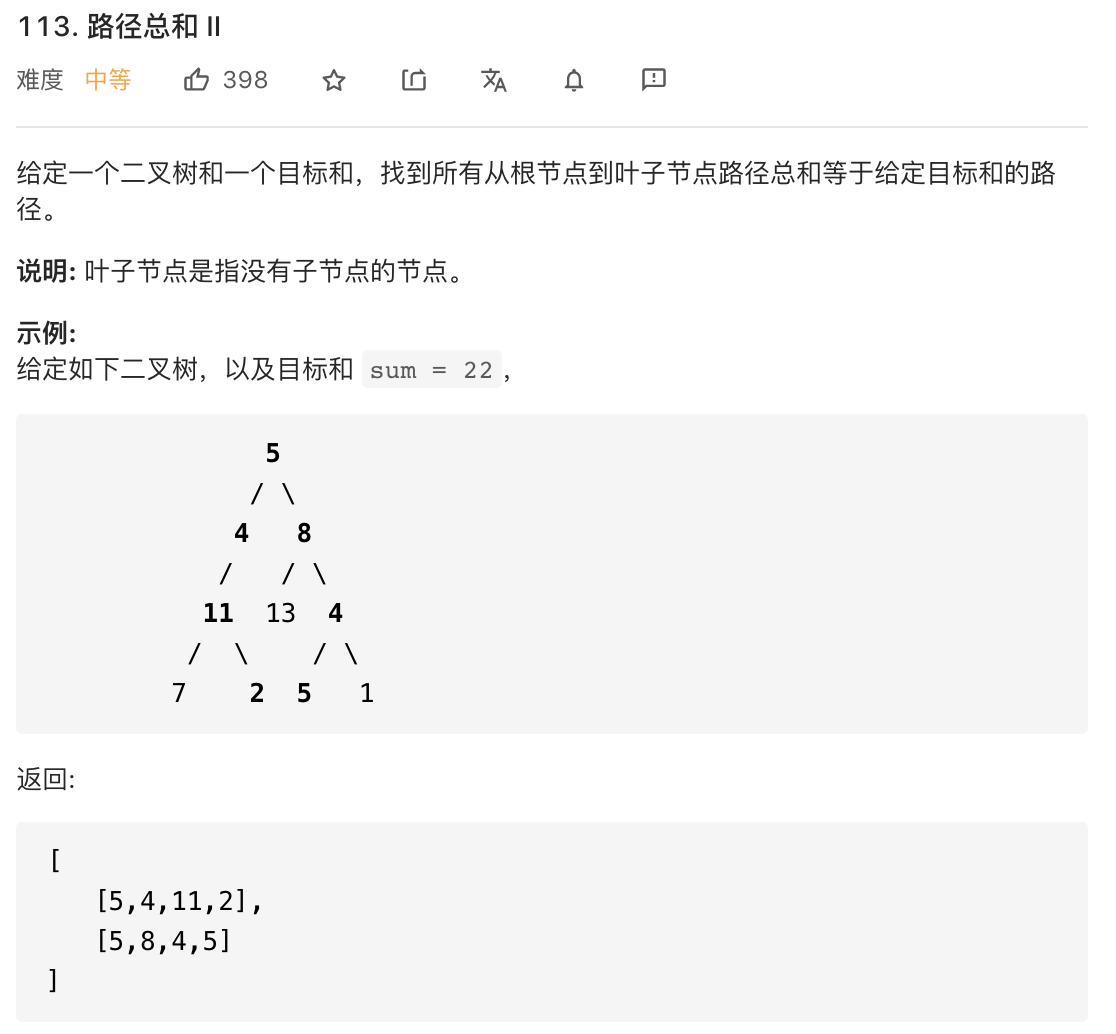 113. 路径总和 II
难度 中等 398
给定一个二叉树和一个目标和，找到所有从根节点到叶子节点路径总和等于给定目标和的路
径。
说明: 叶子节点是指没有子节点的节点。
示例:
给定如下二叉树，以及目标和 sum = 22，
5
/ \
4 8
/ / \
11 13 4
/ \ / \
7 2 5 1
返回:
[
[5,4,11,2],
[5,8,4,5]
]